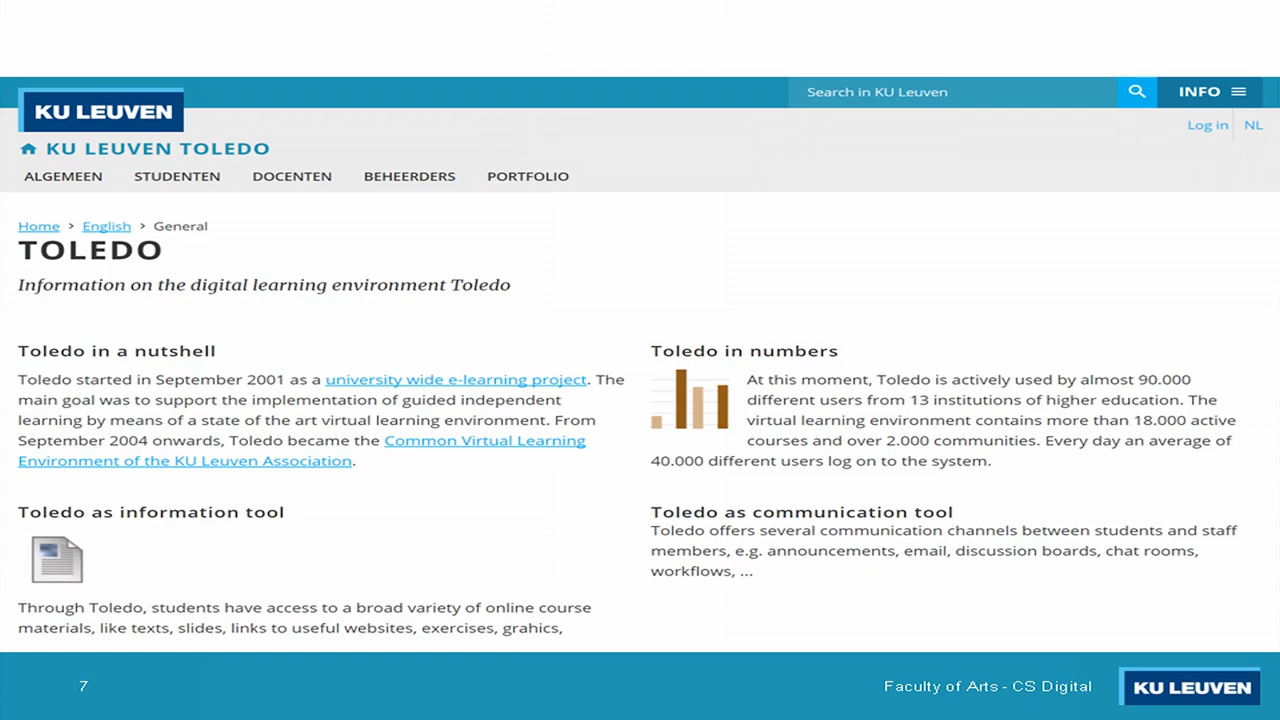 KU LEUVEN
Search in KU Leuven
INFO
Log in
NL
KU LEUVEN TOLEDO
ALGEMEEN STUDENTEN DOCENTEN BEHEERDERS PORTFOLIO
Home > English > General
TOLEDO
Information on the digital learning environment Toledo
Toledo in a nutshell
Toledo started in September 2001 as a university wide e-learning project. The
main goal was to support the implementation of guided independent
learning by means of a state of the art virtual learning environment. From
September 2004 onwards, Toledo became the Common Virtual Learning
Environment of the KU Leuven Association.
Toledo in numbers
At this moment, Toledo is actively used by almost 90.000
different users from 13 institutions of higher education. The
virtual learning environment contains more than 18.000 active
courses and over 2.000 communities. Every day an average of
40.000 different users log on to the system.
Toledo as information tool
Through Toledo, students have access to a broad variety of online course
materials, like texts, slides, links to useful websites, exercises, grahics,
Toledo as communication tool
Toledo offers several communication channels between students and staff
members, e.g. announcements, email, discussion boards, chat rooms,
workflows, ...
7
Faculty of Arts - CS Digital
KU LEUVEN